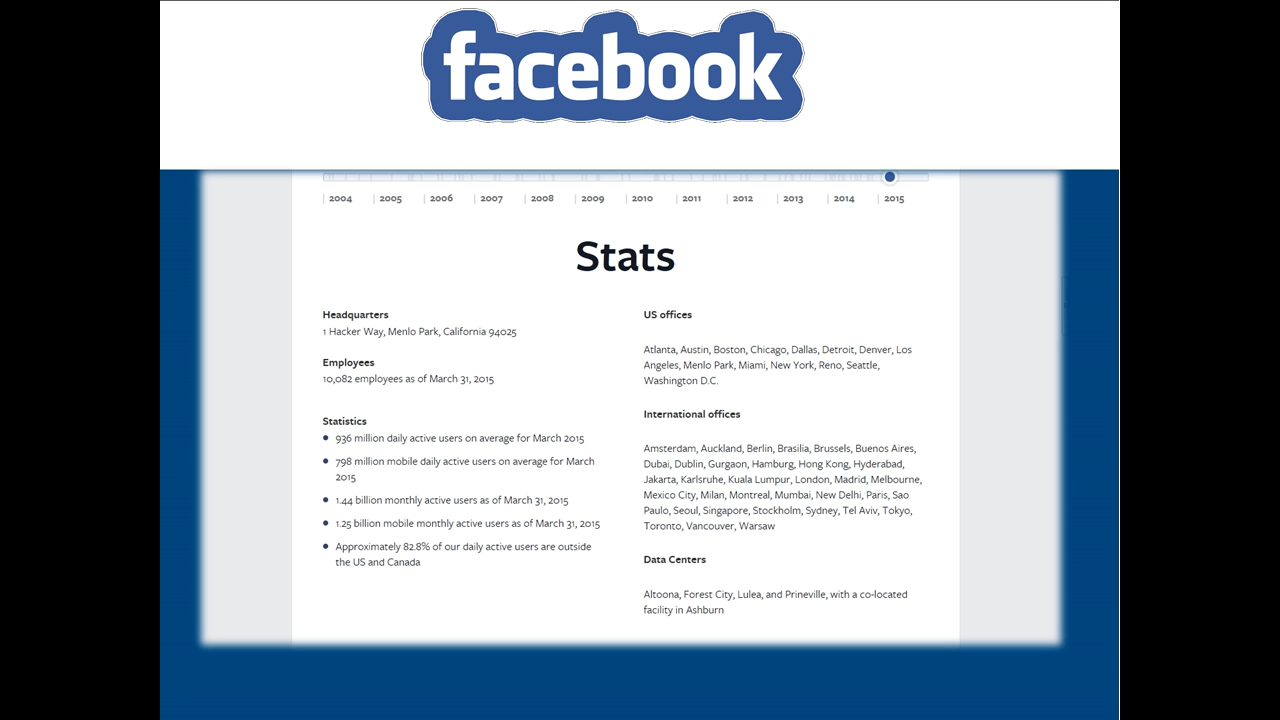 facebook
2004 2005 2006 2007 2008 2009 2010 2011 2012 2013 2014 2015
Stats
Headquarters
1 Hacker Way, Menlo Park, California 94025
Employees
10,082 employees as of March 31, 2015
Statistics
936 million daily active users on average for March 2015
798 million mobile daily active users on average for March
2015
1.44 billion monthly active users as of March 31, 2015
1.25 billion mobile monthly active users as of March 31, 2015
Approximately 82.8% of our daily active users are outside
the US and Canada
US offices
Atlanta, Austin, Boston, Chicago, Dallas, Detroit, Denver, Los
Angeles, Menlo Park, Miami, New York, Reno, Seattle,
Washington D.C.
International offices
Amsterdam, Auckland, Berlin, Brasilia, Brussels, Buenos Aires,
Dubai, Dublin, Gurgaon, Hamburg, Hong Kong, Hyderabad,
Jakarta, Karlsruhe, Kuala Lumpur, London, Madrid, Melbourne,
Mexico City, Milan, Montreal, Mumbai, New Delhi, Paris, Sao
Paulo, Seoul, Singapore, Stockholm, Sydney, Tel Aviv, Tokyo,
Toronto, Vancouver, Warsaw
Data Centers
Altoona, Forest City, Lulea, and Prineville, with a co-located
facility in Ashburn